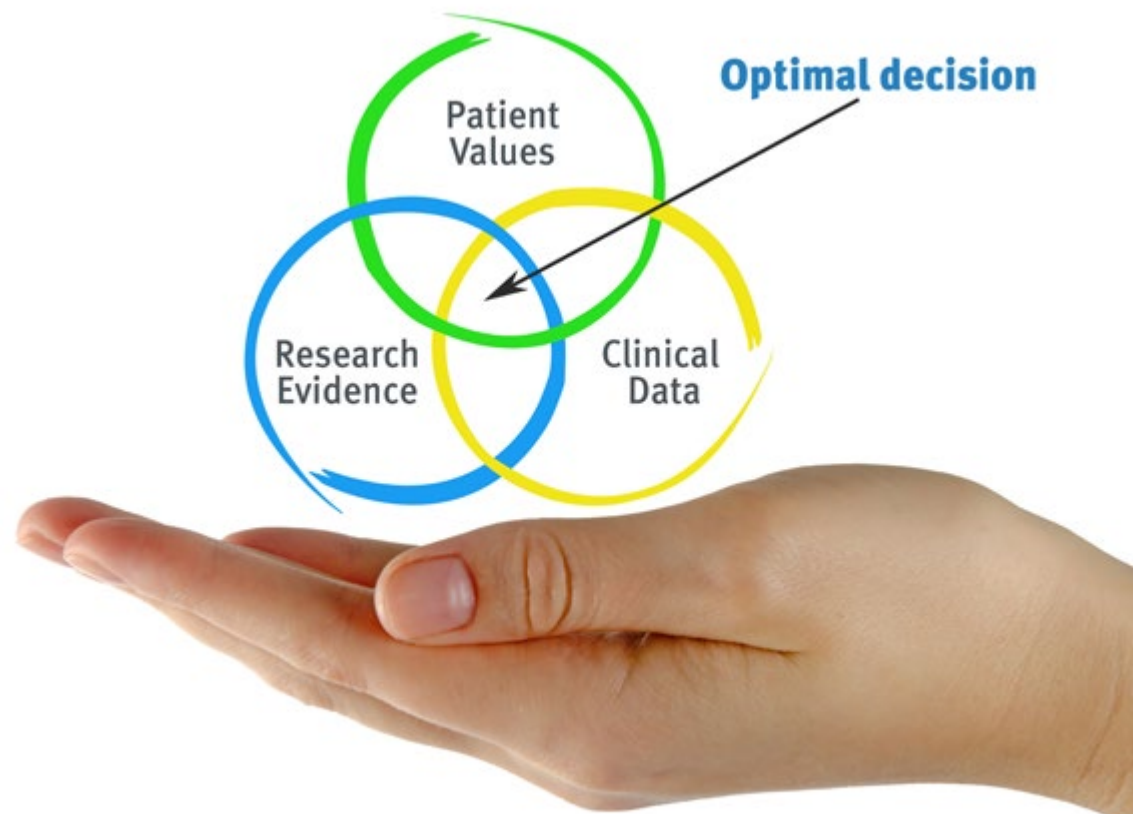 Optimal decision
Patient
Values
Research
Evidence
Clinical
Data